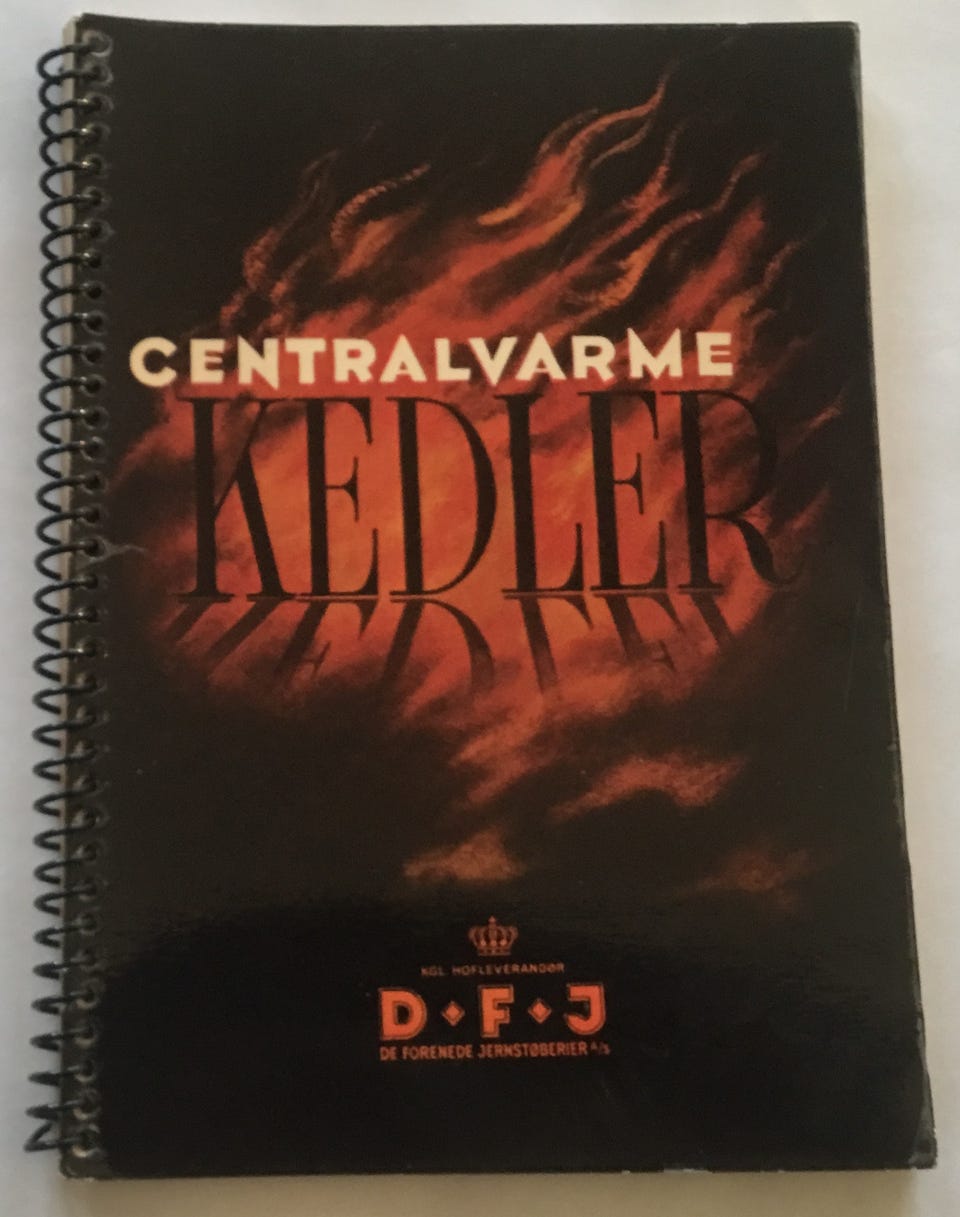 CENTRALVARME
KEDLER
KGL. HOFLEVERANDØR
D◆F◆J
DE FORENEDE JERNSTØBERIER A/S